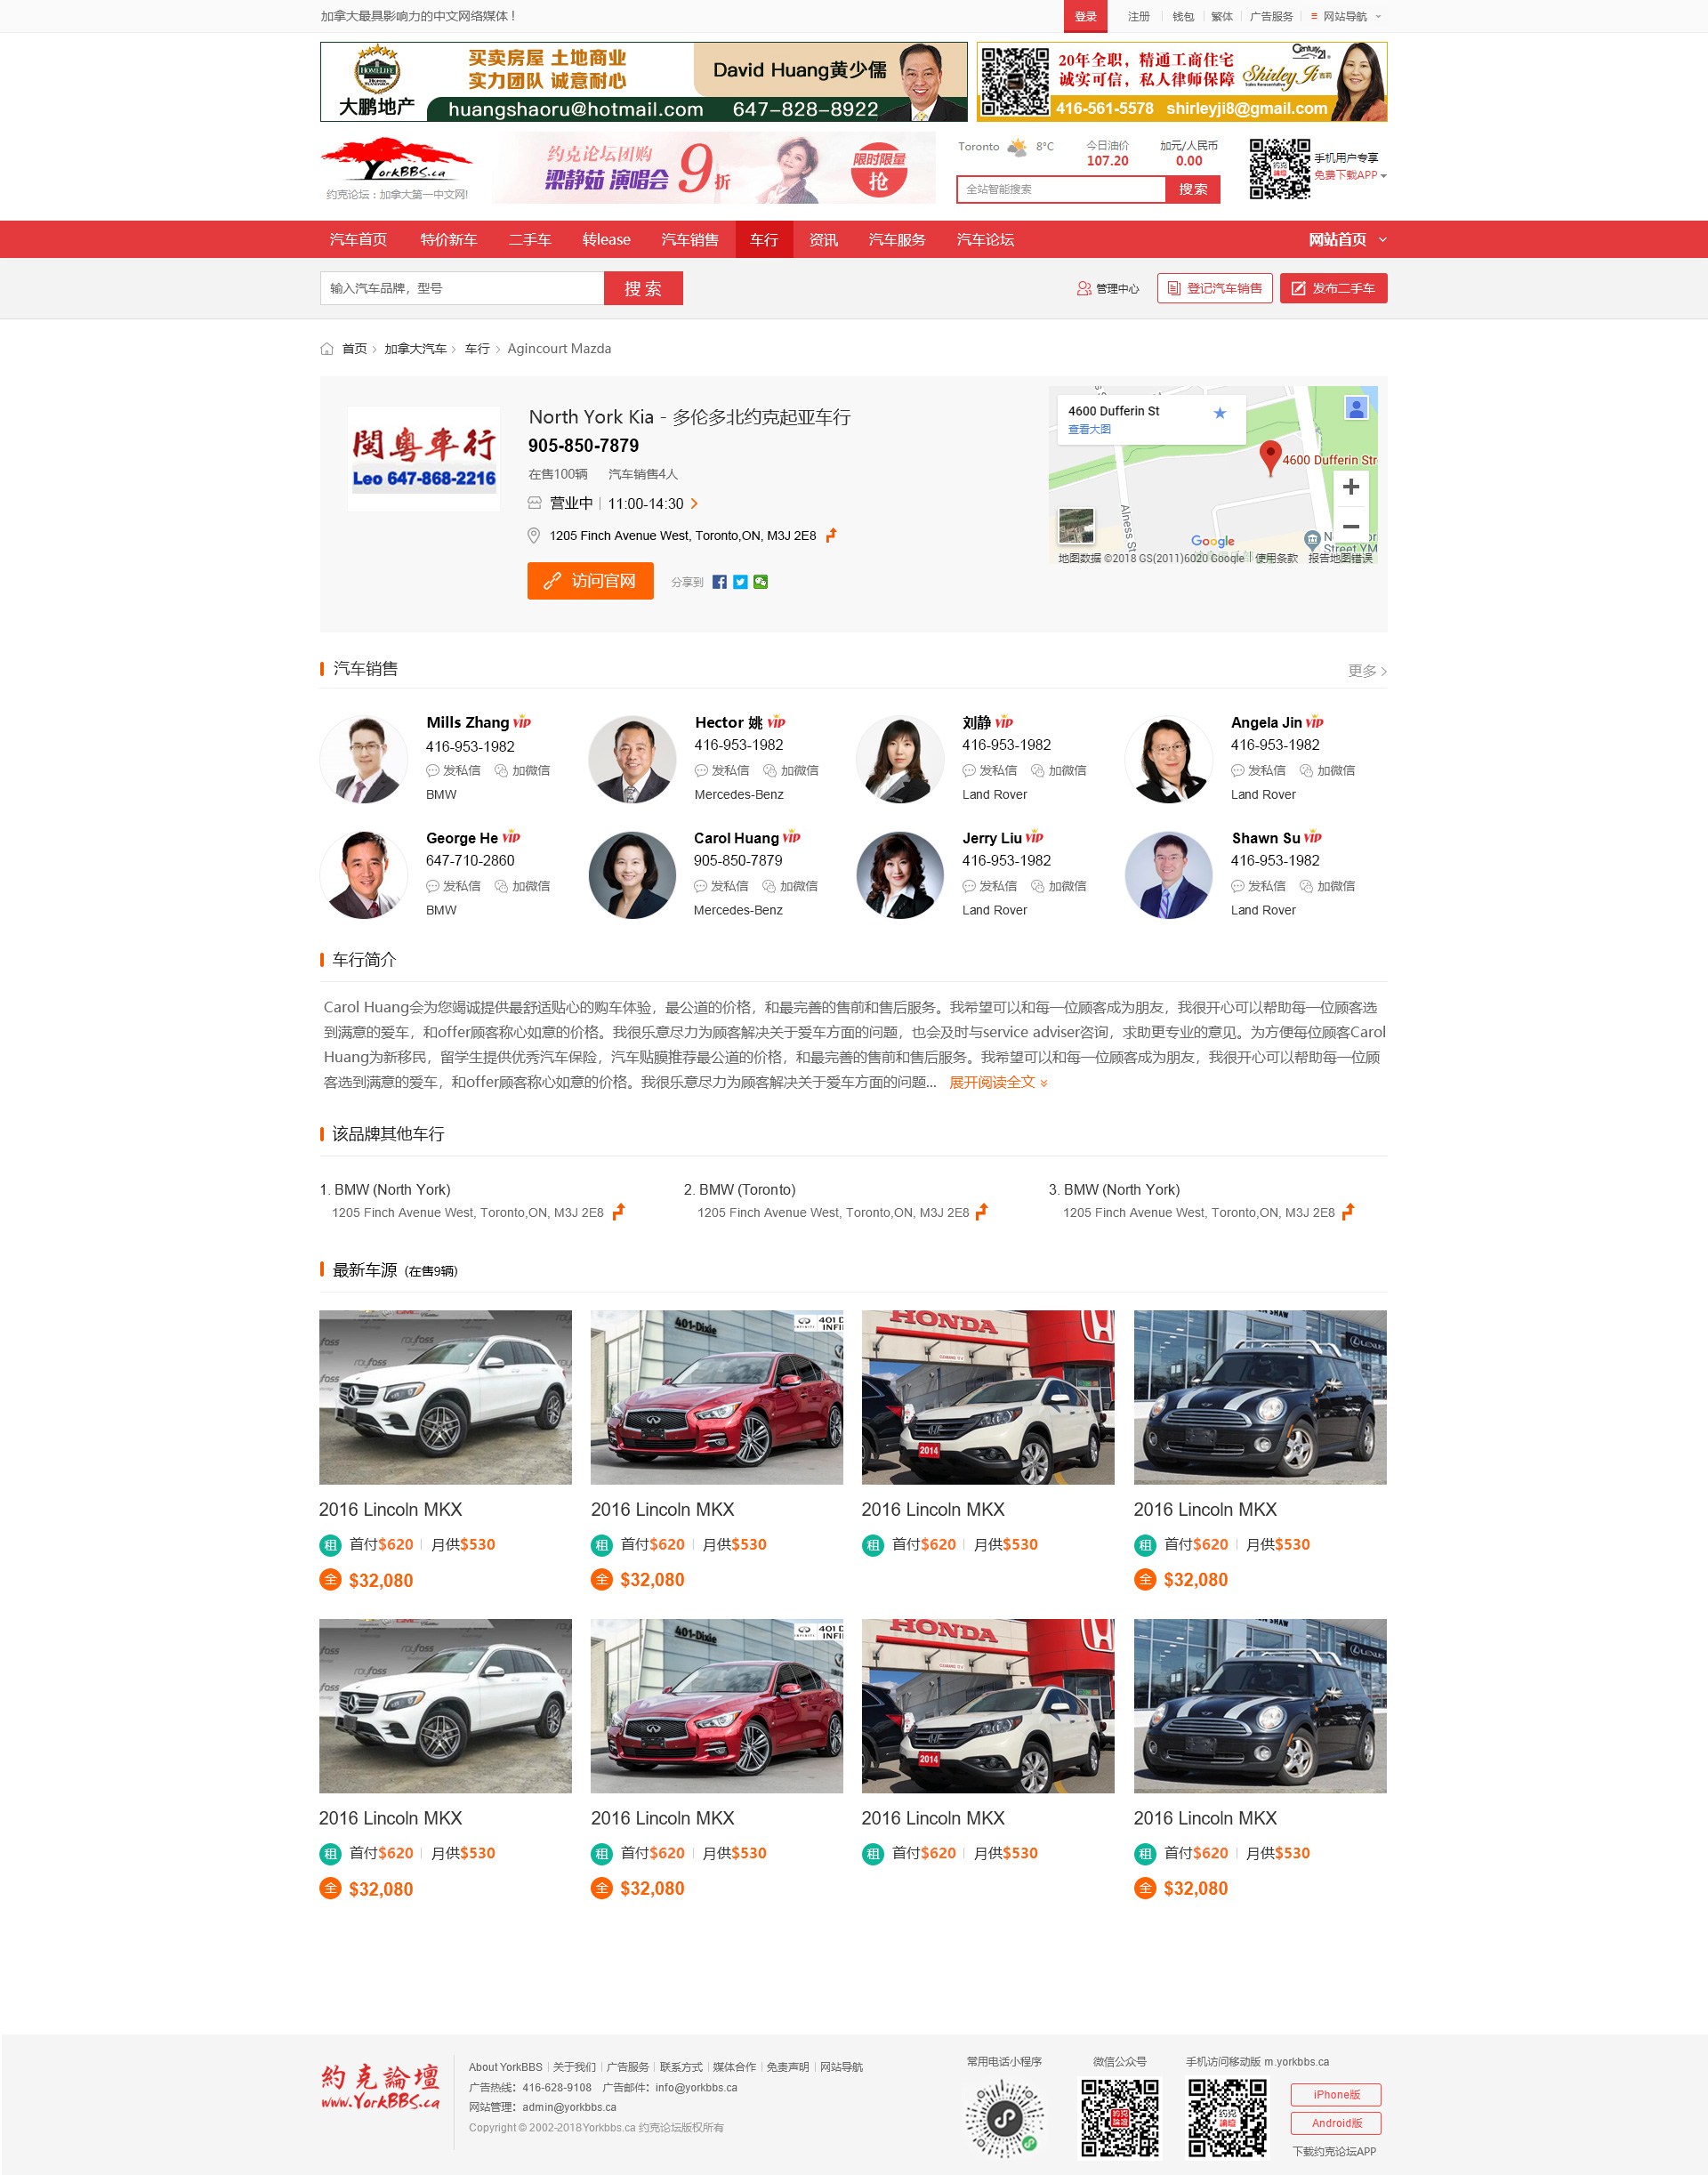 加拿大最具影响力的中文网络媒体！
登录 注册 钱包 繁体 广告服务 网站导航
HOMELIFE
大鹏地产
买卖房屋 土地商业
实力团队 诚意耐心
David Huang黄少儒
huangshaoru@hotmail.com 647-828-8922
20年全职，精通工商住宅
诚实可信，私人律师保障
Century 21
Shirley Ji 吉莉
Sales Representative
416-561-5578 shirleyji8@gmail.com
YorkBBS.ca
约克论坛：加拿大第一中文网!
约克论坛团购
梁静茹 演唱会
9折
限时限量
抢
Toronto 8°C
今日油价
107.20
加元/人民币
0.00
全站智能搜索 搜索
手机用户专享
免费下载APP
汽车首页 特价新车 二手车 转lease 汽车销售 车行 资讯 汽车服务 汽车论坛 网站首页
输入汽车品牌，型号 搜 索
管理中心 登记汽车销售 发布二手车
首页 > 加拿大汽车 > 车行 > Agincourt Mazda
閩粤車行
Leo 647-868-2216
North York Kia - 多伦多北约克起亚车行
905-850-7879
在售100辆 汽车销售4人
营业中 | 11:00-14:30
1205 Finch Avenue West, Toronto,ON, M3J 2E8
访问官网 分享到
4600 Dufferin St
查看大图
4600 Dufferin Str
Alness St
Google
Street YM
地图数据 ©2018 GS(2011)6020 Google 使用条款 报告地图错误
汽车销售 更多 >
Mills Zhang VIP
416-953-1982
发私信 加微信
BMW
Hector 姚 VIP
416-953-1982
发私信 加微信
Mercedes-Benz
刘静 VIP
416-953-1982
发私信 加微信
Land Rover
Angela Jin VIP
416-953-1982
发私信 加微信
Land Rover
George He VIP
647-710-2860
发私信 加微信
BMW
Carol Huang VIP
905-850-7879
发私信 加微信
Mercedes-Benz
Jerry Liu VIP
416-953-1982
发私信 加微信
Land Rover
Shawn Su VIP
416-953-1982
发私信 加微信
Land Rover
车行简介
Carol Huang会为您竭诚提供最舒适贴心的购车体验，最公道的价格，和最完善的售前和售后服务。我希望可以和每一位顾客成为朋友，我很开心可以帮助每一位顾客选
到满意的爱车，和offer顾客称心如意的价格。我很乐意尽力为顾客解决关于爱车方面的问题，也会及时与service adviser咨询，求助更专业的意见。为方便每位顾客Carol
Huang为新移民，留学生提供优秀汽车保险，汽车贴膜推荐最公道的价格，和最完善的售前和售后服务。我希望可以和每一位顾客成为朋友，我很开心可以帮助每一位顾
客选到满意的爱车，和offer顾客称心如意的价格。我很乐意尽力为顾客解决关于爱车方面的问题... 展开阅读全文
该品牌其他车行
1. BMW (North York)
1205 Finch Avenue West, Toronto,ON, M3J 2E8
2. BMW (Toronto)
1205 Finch Avenue West, Toronto,ON, M3J 2E8
3. BMW (North York)
1205 Finch Avenue West, Toronto,ON, M3J 2E8
最新车源 (在售9辆)
401-Dixie
HONDA
2014
LEXUS
2016 Lincoln MKX
租 首付$620 | 月供$530
全 $32,080
2016 Lincoln MKX
租 首付$620 | 月供$530
全 $32,080
2016 Lincoln MKX
租 首付$620 | 月供$530
2016 Lincoln MKX
租 首付$620 | 月供$530
全 $32,080
401-Dixie
HONDA
2014
LEXUS
2016 Lincoln MKX
租 首付$620 | 月供$530
全 $32,080
2016 Lincoln MKX
租 首付$620 | 月供$530
全 $32,080
2016 Lincoln MKX
租 首付$620 | 月供$530
2016 Lincoln MKX
租 首付$620 | 月供$530
全 $32,080
約克論壇
www.YorkBBS.ca
About YorkBBS | 关于我们 | 广告服务 | 联系方式 | 媒体合作 | 免责声明 | 网站导航
广告热线：416-628-9108 广告邮件：info@yorkbbs.ca
网站管理：admin@yorkbbs.ca
Copyright © 2002-2018Yorkbbs.ca 约克论坛版权所有
常用电话小程序
微信公众号
手机访问移动版 m.yorkbbs.ca
iPhone版
Android版
下载约克论坛APP